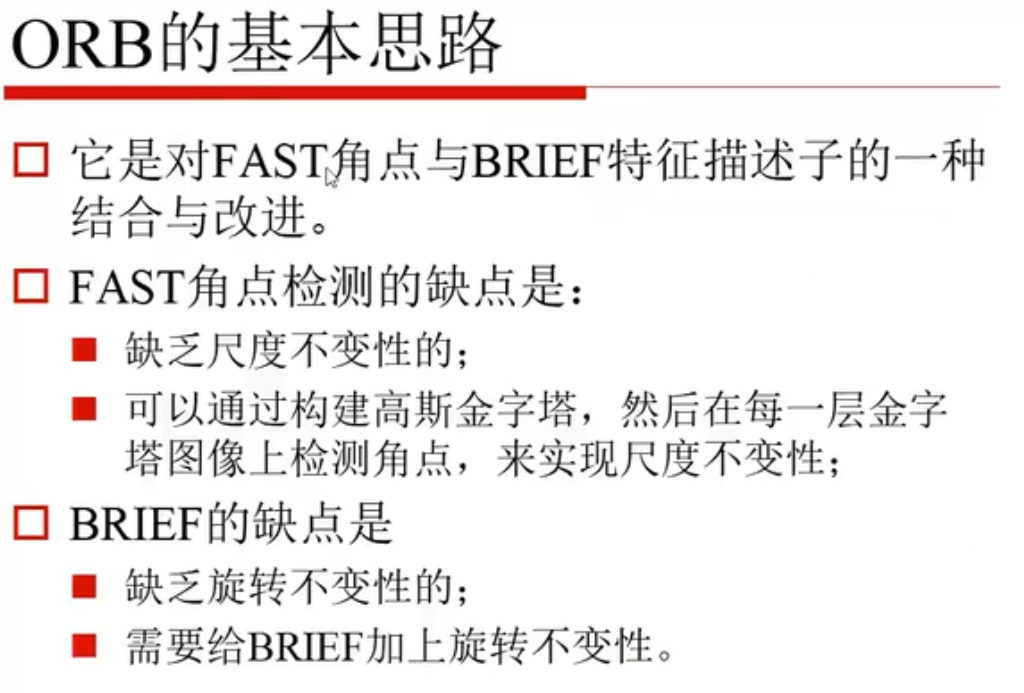 ORB的基本思路
它是对FAST角点与BRIEF特征描述子的一种
结合与改进。
FAST角点检测的缺点是：
缺乏尺度不变性的；
可以通过构建高斯金字塔，然后在每一层金字
塔图像上检测角点，来实现尺度不变性；
BRIEF的缺点是
缺乏旋转不变性的；
需要给BRIEF加上旋转不变性。